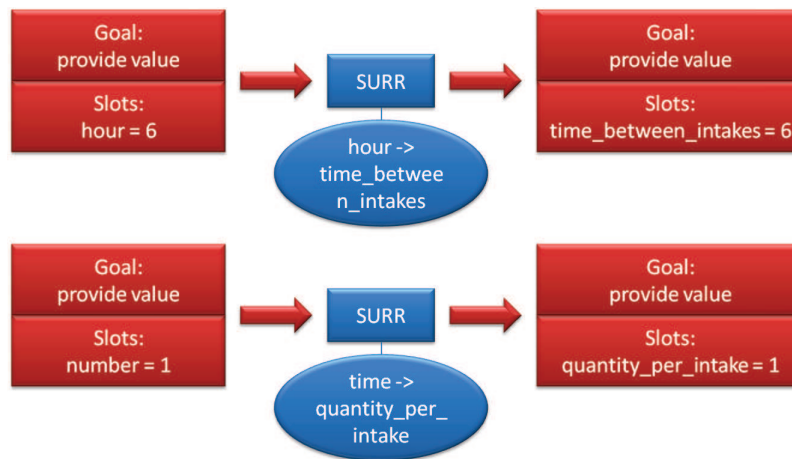 Goal:
provide value
Slots:
hour = 6
SURR
hour ->
time_betwee
n_intakes
Goal:
provide value
Slots:
time_between_intakes = 6
Goal:
provide value
Slots:
number = 1
SURR
time ->
quantity_per_
intake
Goal:
provide value
Slots:
quantity_per_intake = 1